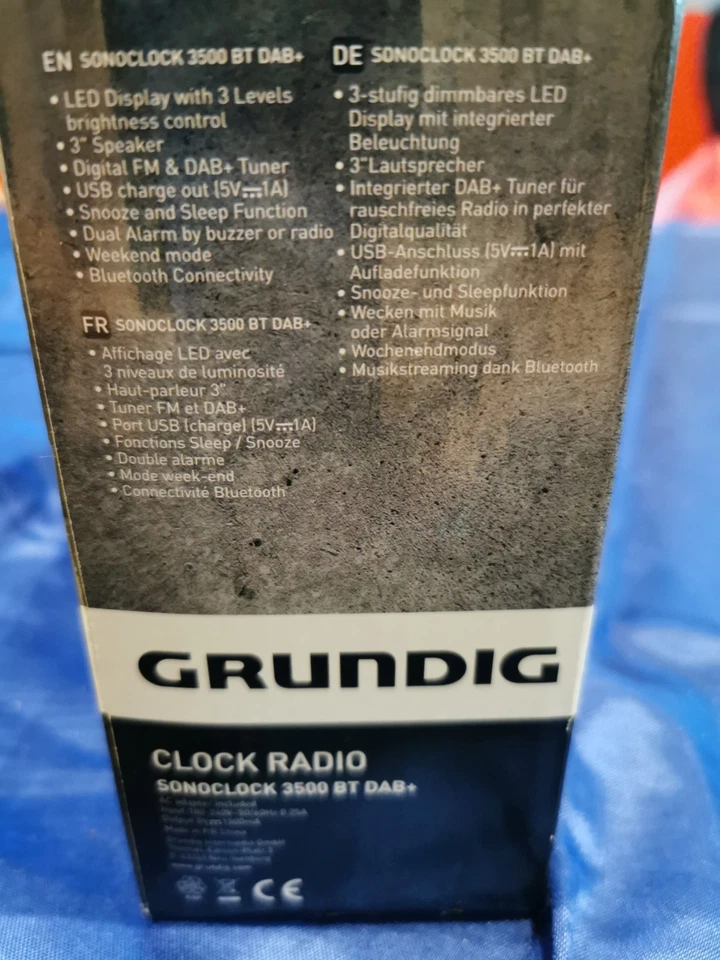 EN SONOCLOCK 3500 BT DAB+
• LED Display with 3 Levels
brightness control
• 3" Speaker
• Digital FM & DAB+ Tuner
• USB charge out (5V⎓1A)
• Snooze and Sleep Function
• Dual Alarm by buzzer or radio
• Weekend mode
• Bluetooth Connectivity
FR SONOCLOCK 3500 BT DAB+
• Affichage LED avec
3 niveaux de luminosité
• Haut-parleur 3"
• Tuner FM et DAB+
• Port USB (charge) (5V⎓1A)
• Fonctions Sleep / Snooze
• Double alarme
• Mode week-end
• Connectivité Bluetooth
DE SONOCLOCK 3500 BT DAB+
• 3-stufig dimmbares LED
Display mit integrierter
Beleuchtung
• 3"Lautsprecher
• Integrierter DAB+ Tuner für
rauschfreies Radio in perfekter
Digitalqualität
• USB-Anschluss (5V⎓1A) mit
Aufladefunktion
• Snooze- und Sleepfunktion
• Wecken mit Musik
oder Alarmsignal
• Wochenendmodus
• Musikstreaming dank Bluetooth
GRUNDIG
CLOCK RADIO
SONOCLOCK 3500 BT DAB+
AC adapter included
Made in P.R. China
www.grundig.com
CE